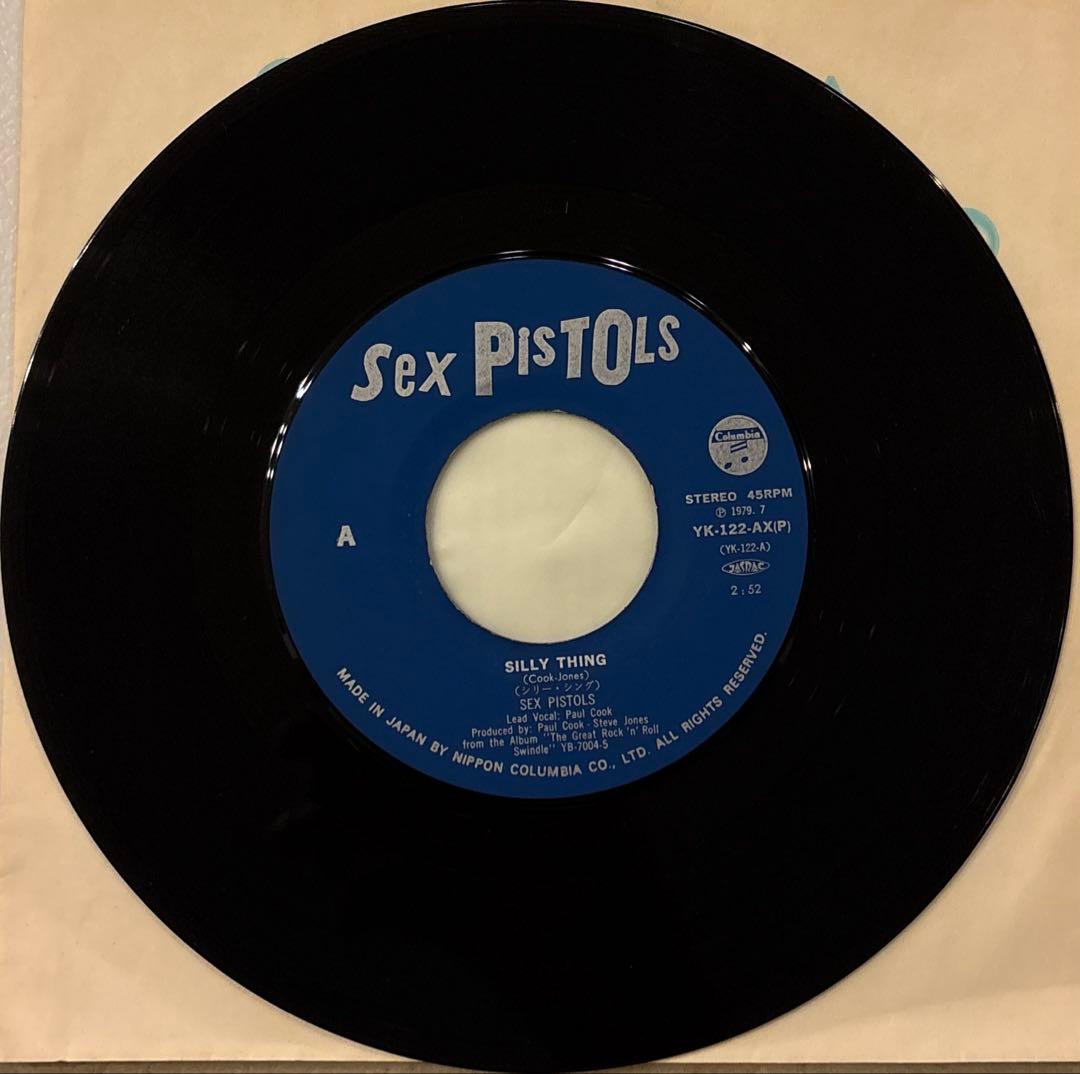 Sex PisTOLs
Columbia
STEREO 45RPM
Ⓟ 1979. 7
YK-122-AX(P)
(YK-122-A)
JASRAC
2:52
A
SILLY THING
(Cook-Jones)
(シリー・シング)
SEX PISTOLS
Lead Vocal: Paul Cook
Produced by: Paul Cook - Steve Jones
from the Album "The Great Rock 'n' Roll
Swindle" YB-7004-5
MADE IN JAPAN BY NIPPON COLUMBIA CO., LTD. ALL RIGHTS RESERVED.